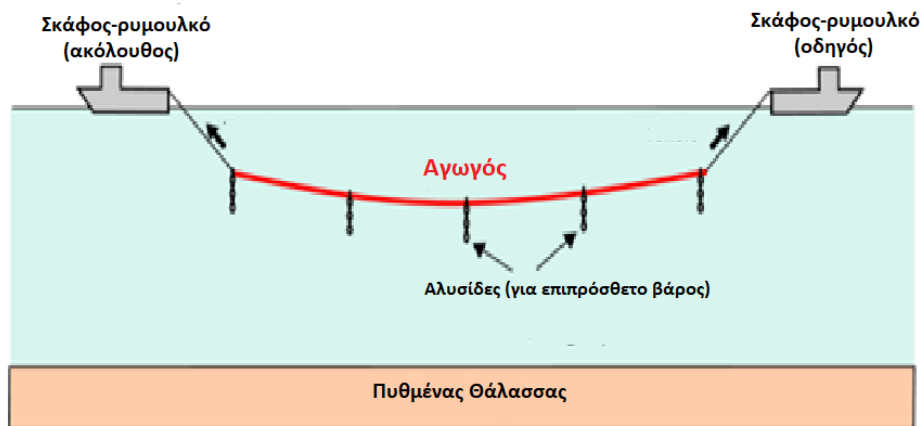 Σκάφος-ρυμουλκό
(ακόλουθος)
Σκάφος-ρυμουλκό
(οδηγός)
Αγωγός
Αλυσίδες (για επιπρόσθετο βάρος)
Πυθμένας Θάλασσας